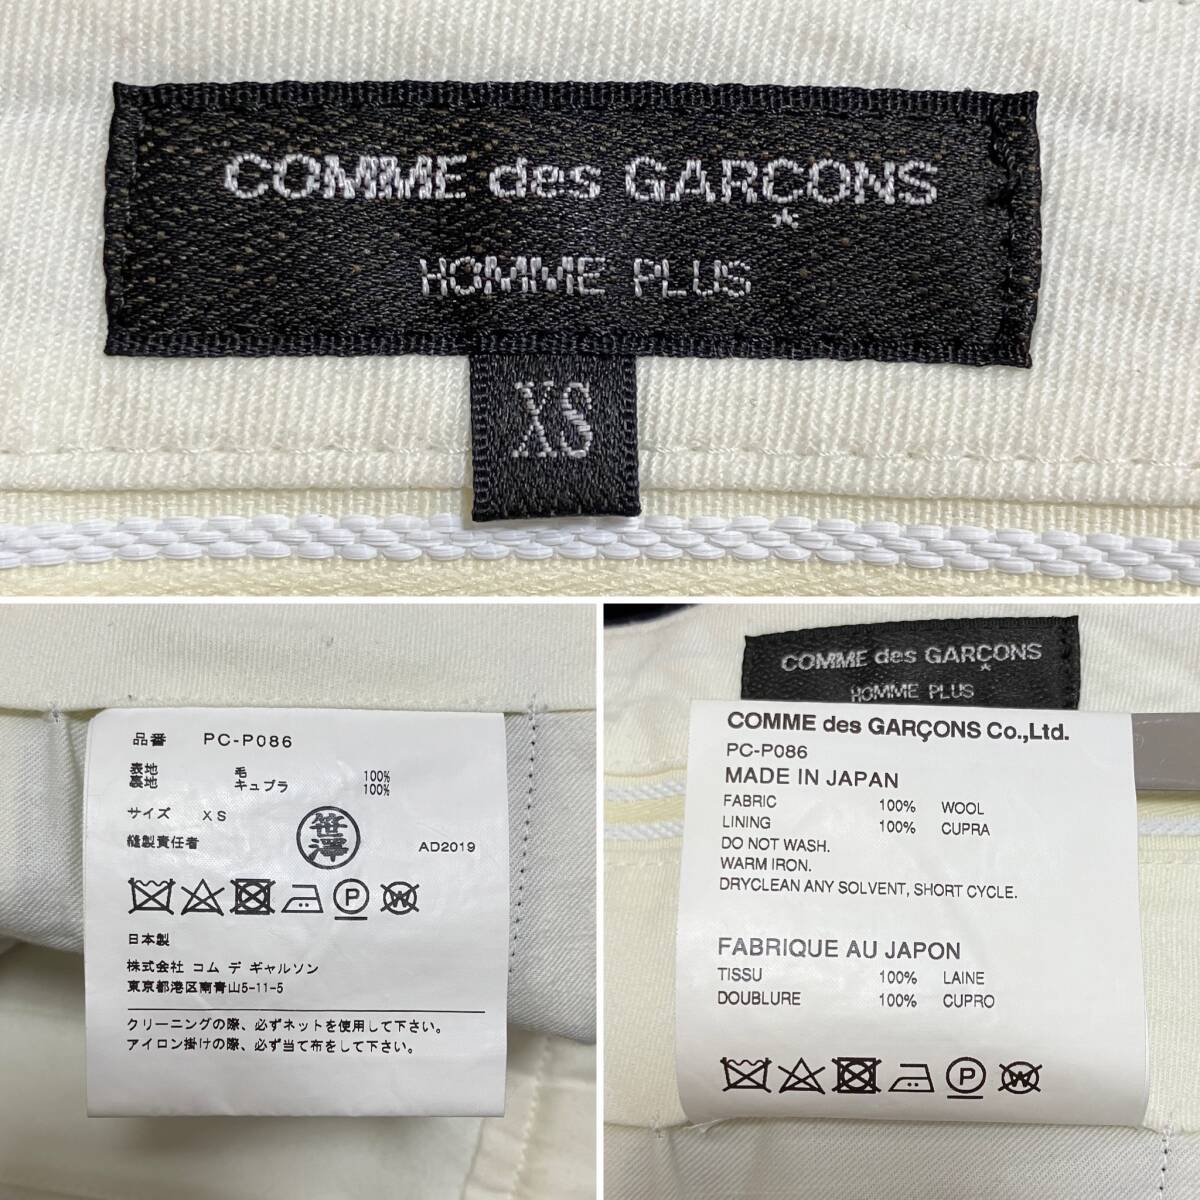 COMME des GARÇONS
HOMME PLUS
XS
品番 PC-P086
表地 毛 100%
裏地 キュプラ 100%
サイズ XS
縫製責任者 笹澤 AD2019
P W
日本製
株式会社 コム デ ギャルソン
東京都港区南青山5-11-5
クリーニングの際、必ずネットを使用して下さい。
アイロン掛けの際、必ず当て布をして下さい。
COMME des GARÇONS
HOMME PLUS
COMME des GARÇONS Co.,Ltd.
PC-P086
MADE IN JAPAN
FABRIC 100% WOOL
LINING 100% CUPRA
DO NOT WASH.
WARM IRON.
DRYCLEAN ANY SOLVENT, SHORT CYCLE.
FABRIQUE AU JAPON
TISSU 100% LAINE
DOUBLURE 100% CUPRO
P W